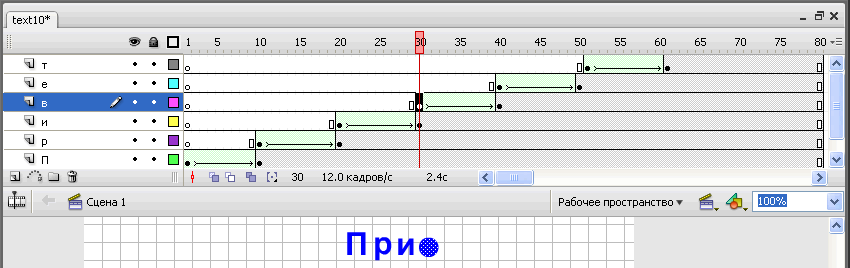 text10*
1 5 10 15 20 25 30 35 40 45 50 55 60 65 70 75 80
т
е
в
и
р
П
30 12.0 кадров/с 2.4с
Сцена 1 Рабочее пространство 100%
При